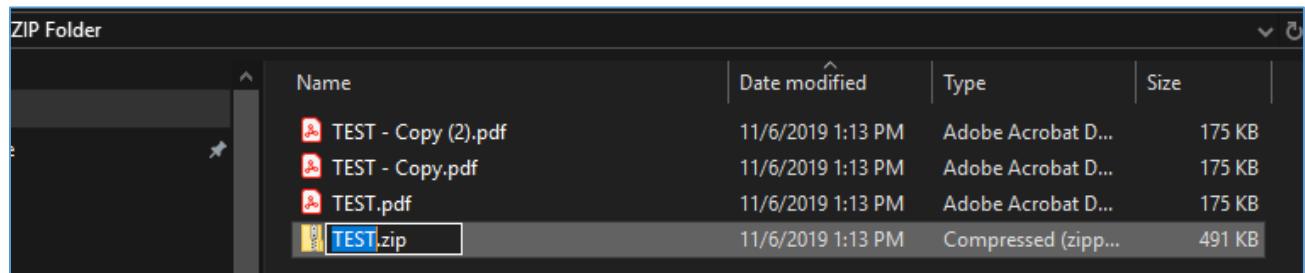 ZIP Folder
Name Date modified Type Size
TEST - Copy (2).pdf 11/6/2019 1:13 PM Adobe Acrobat D... 175 KB
TEST - Copy.pdf 11/6/2019 1:13 PM Adobe Acrobat D... 175 KB
TEST.pdf 11/6/2019 1:13 PM Adobe Acrobat D... 175 KB
TEST.zip 11/6/2019 1:13 PM Compressed (zipp... 491 KB